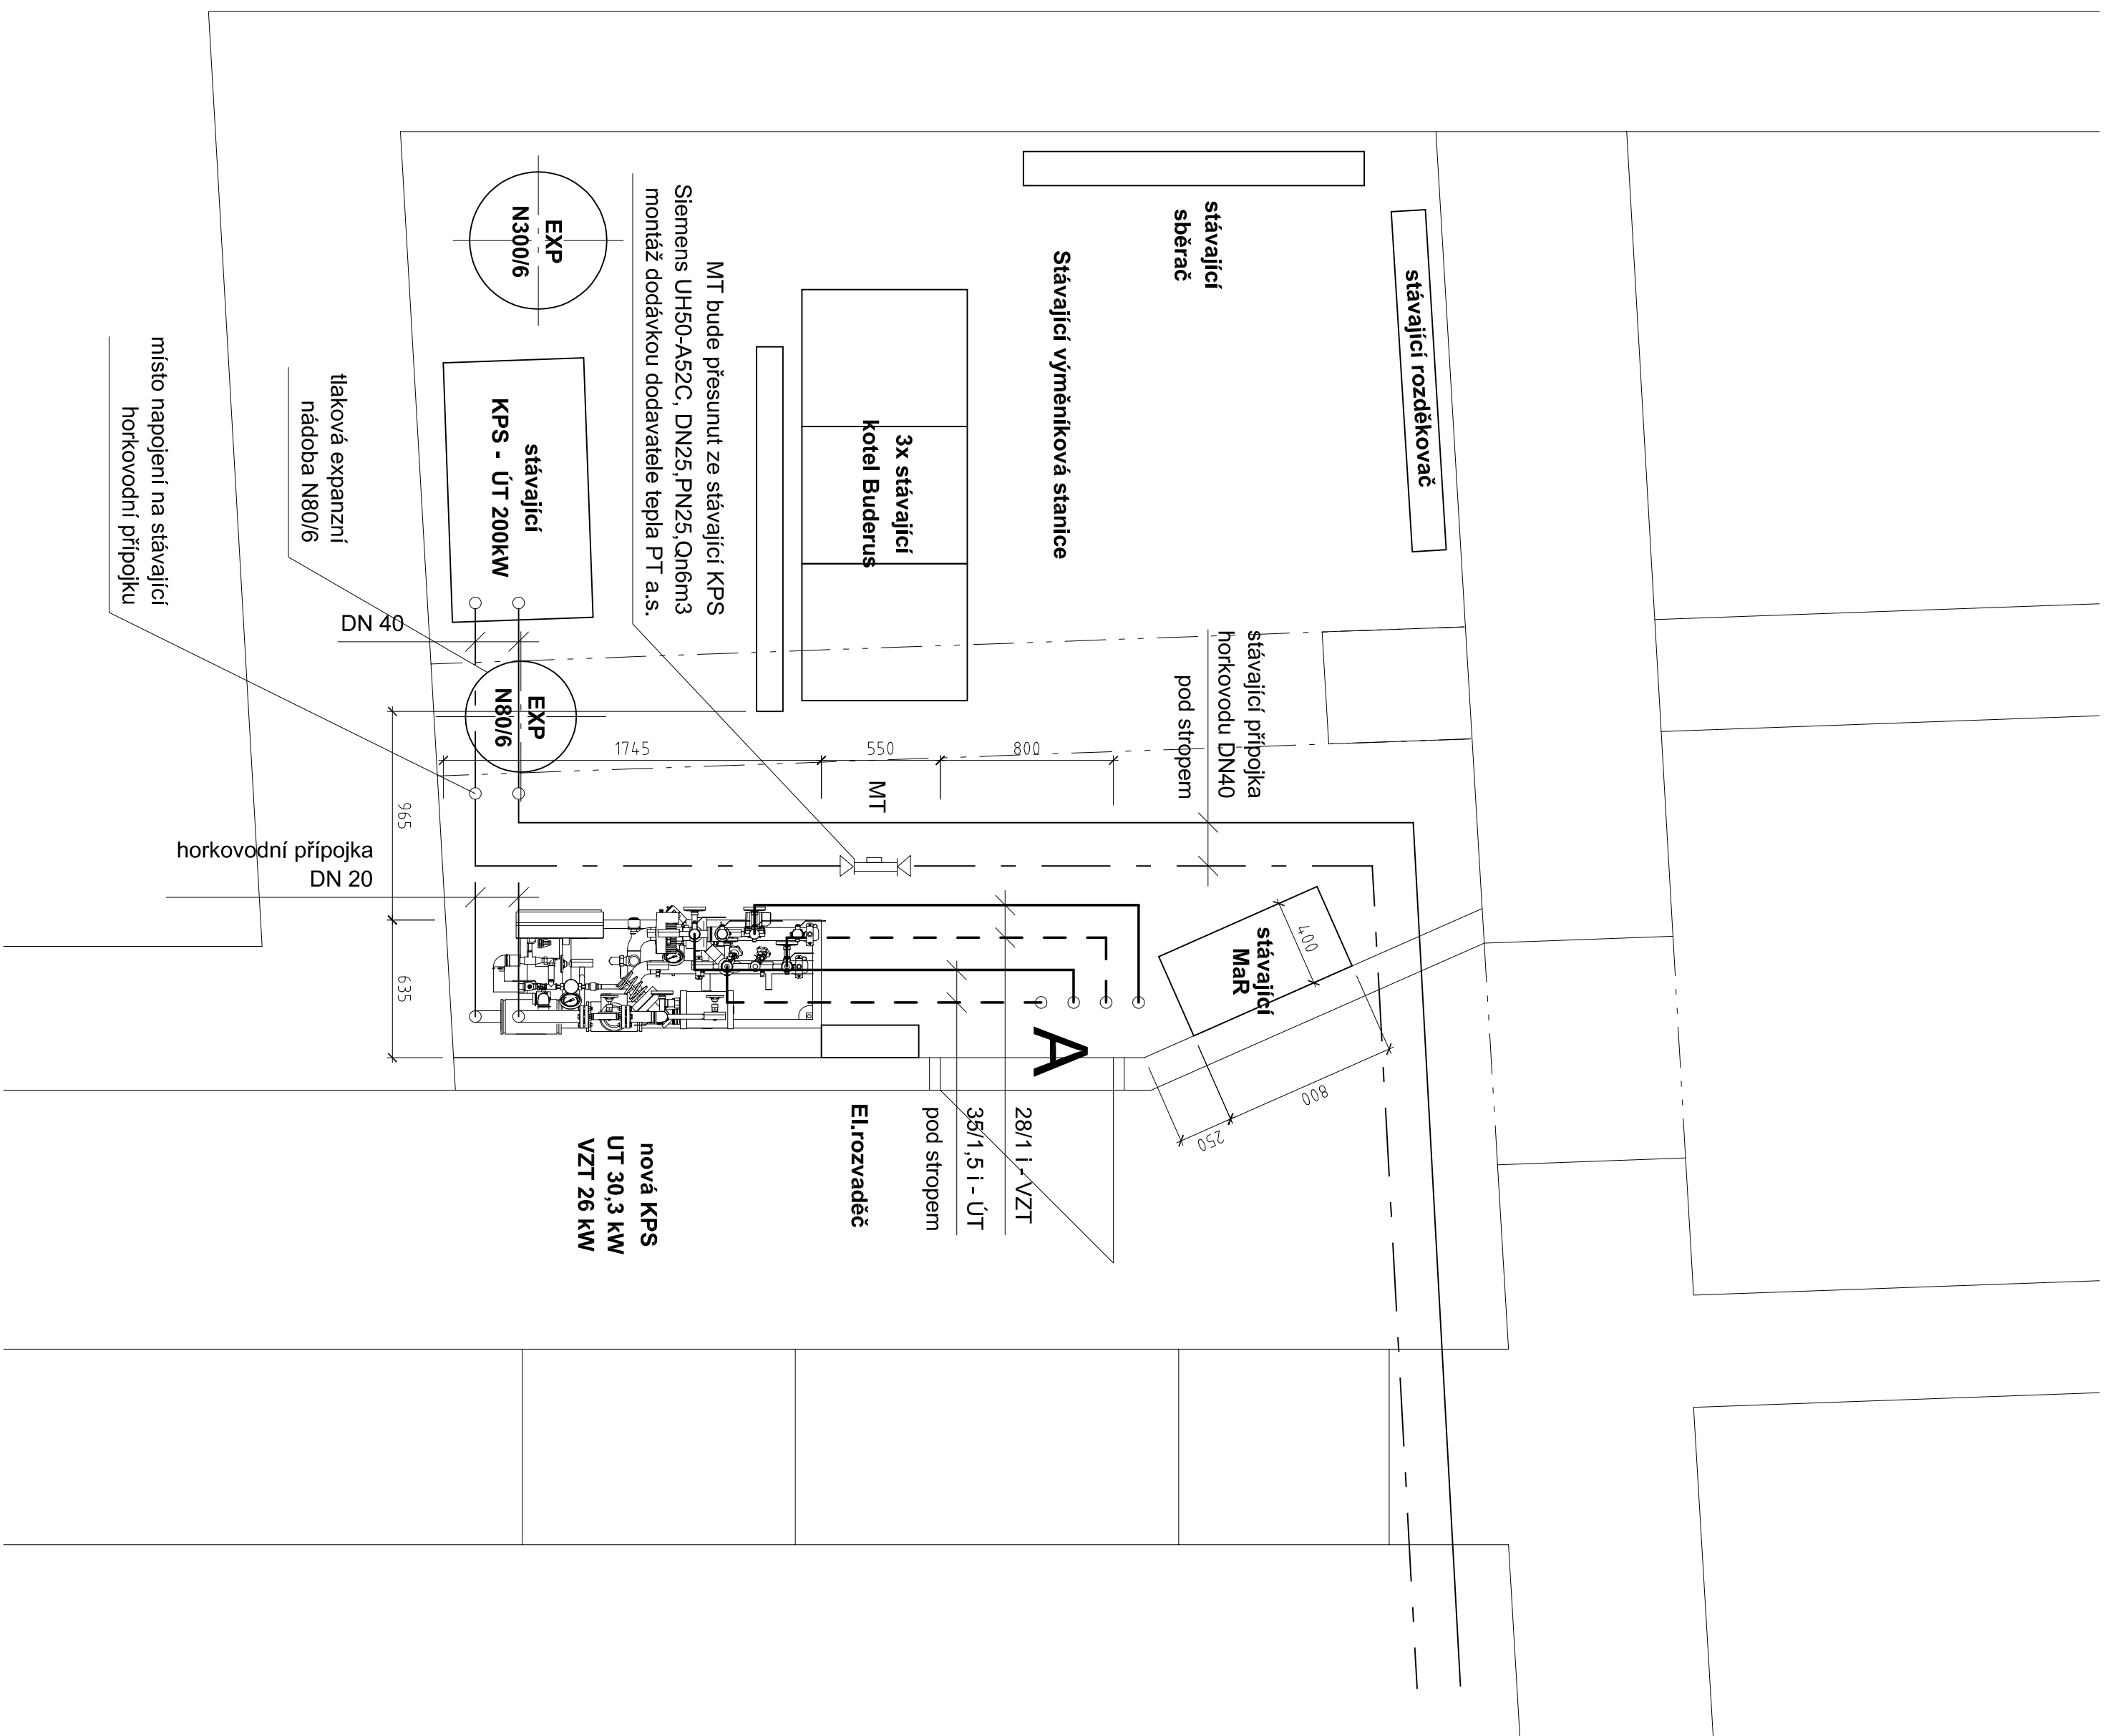 stávající rozděkovač
stávající
sběrač
Stávající výměníková stanice
3x stávající
kotel Buderus
MT bude přesunut ze stávající KPS
Siemens UH50-A52C, DN25,PN25,Qn6m3
montáž dodávkou dodavatele tepla PT a.s.
EXP
N300/6
stávající
KPS - ÚT 200kW
tlaková expanzní
nádoba N80/6
místo napojení na stávající
horkovodní přípojku
DN 40
EXP
N80/6
stávající přípojka
horkovodu DN40
pod stropem
1745
550
800
MT
965
635
horkovodní přípojka
DN 20
stávající
MaR
400
800
250
A
28/1 i - VZT
35/1,5 i - ÚT
pod stropem
El.rozvaděč
nová KPS
UT 30,3 kW
VZT 26 kW